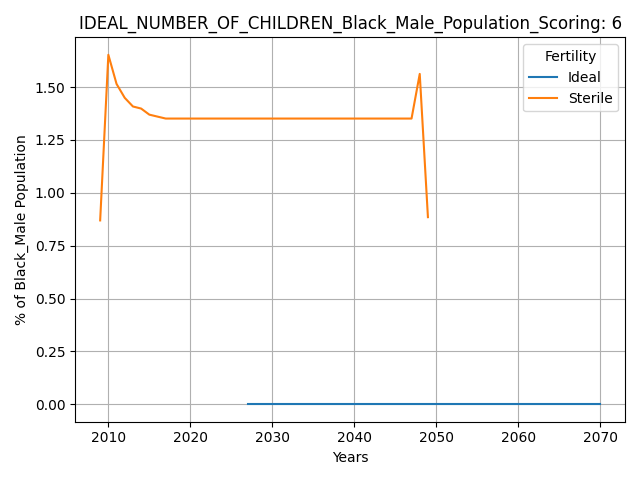 IDEAL_NUMBER_OF_CHILDREN_Black_Male_Population_Scoring: 6
Fertility
Ideal
Sterile
% of Black_Male Population
1.50
1.25
1.00
0.75
0.50
0.25
0.00
2010 2020 2030 2040 2050 2060 2070
Years